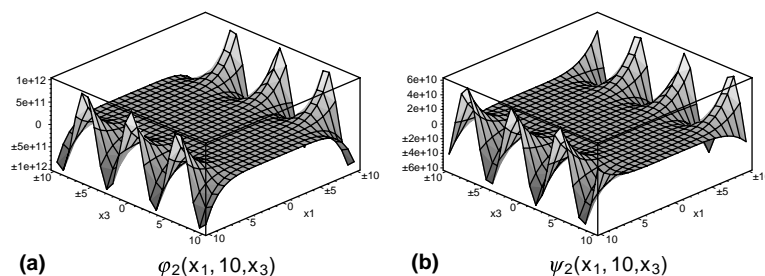 1e+12
5e+11
0
±5e+11
±1e+12
±10
±5
x3
0
5
10
10
5
0
x1
±5
±10
6e+10
4e+10
2e+10
0
±2e+10
±4e+10
±6e+10
±10
±5
x3
0
5
10
10
5
0
x1
±5
±1
(a) φ₂(x₁, 10,x₃)
(b) ψ₂(x₁, 10,x₃)